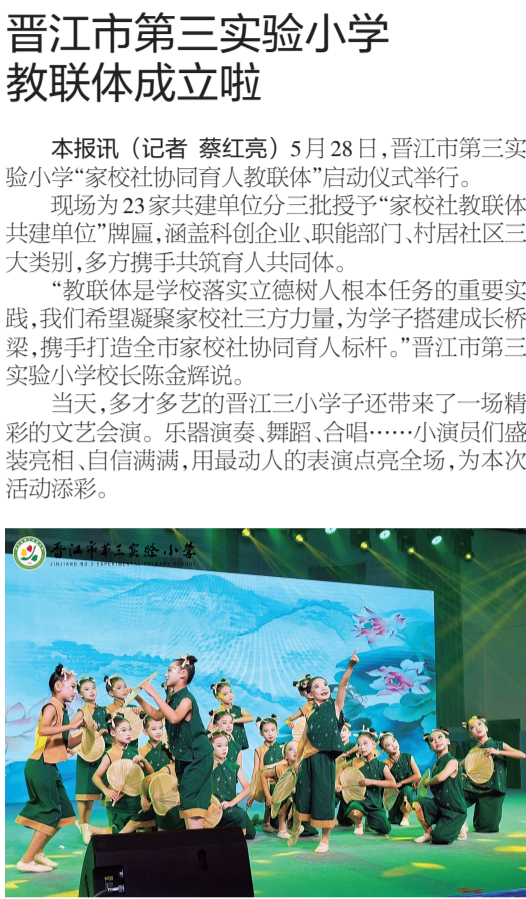 晋江市第三实验小学
教联体成立啦
本报讯（记者 蔡红亮）5月28日，晋江市第三实
验小学“家校社协同育人教联体”启动仪式举行。
现场为23家共建单位分三批授予“家校社教联体
共建单位”牌匾，涵盖科创企业、职能部门、村居社区三
大类别，多方携手共筑育人共同体。
“教联体是学校落实立德树人根本任务的重要实
践，我们希望凝聚家校社三方力量，为学子搭建成长桥
梁，携手打造全市家校社协同育人标杆。”晋江市第三
实验小学校长陈金辉说。
当天，多才多艺的晋江三小学子还带来了一场精
彩的文艺会演。乐器演奏、舞蹈、合唱……小演员们盛
装亮相、自信满满，用最动人的表演点亮全场，为本次
活动添彩。
晋江市第三实验小学
JINJIANG NO.3 EXPERIMENTAL PRIMARY SCHOOL